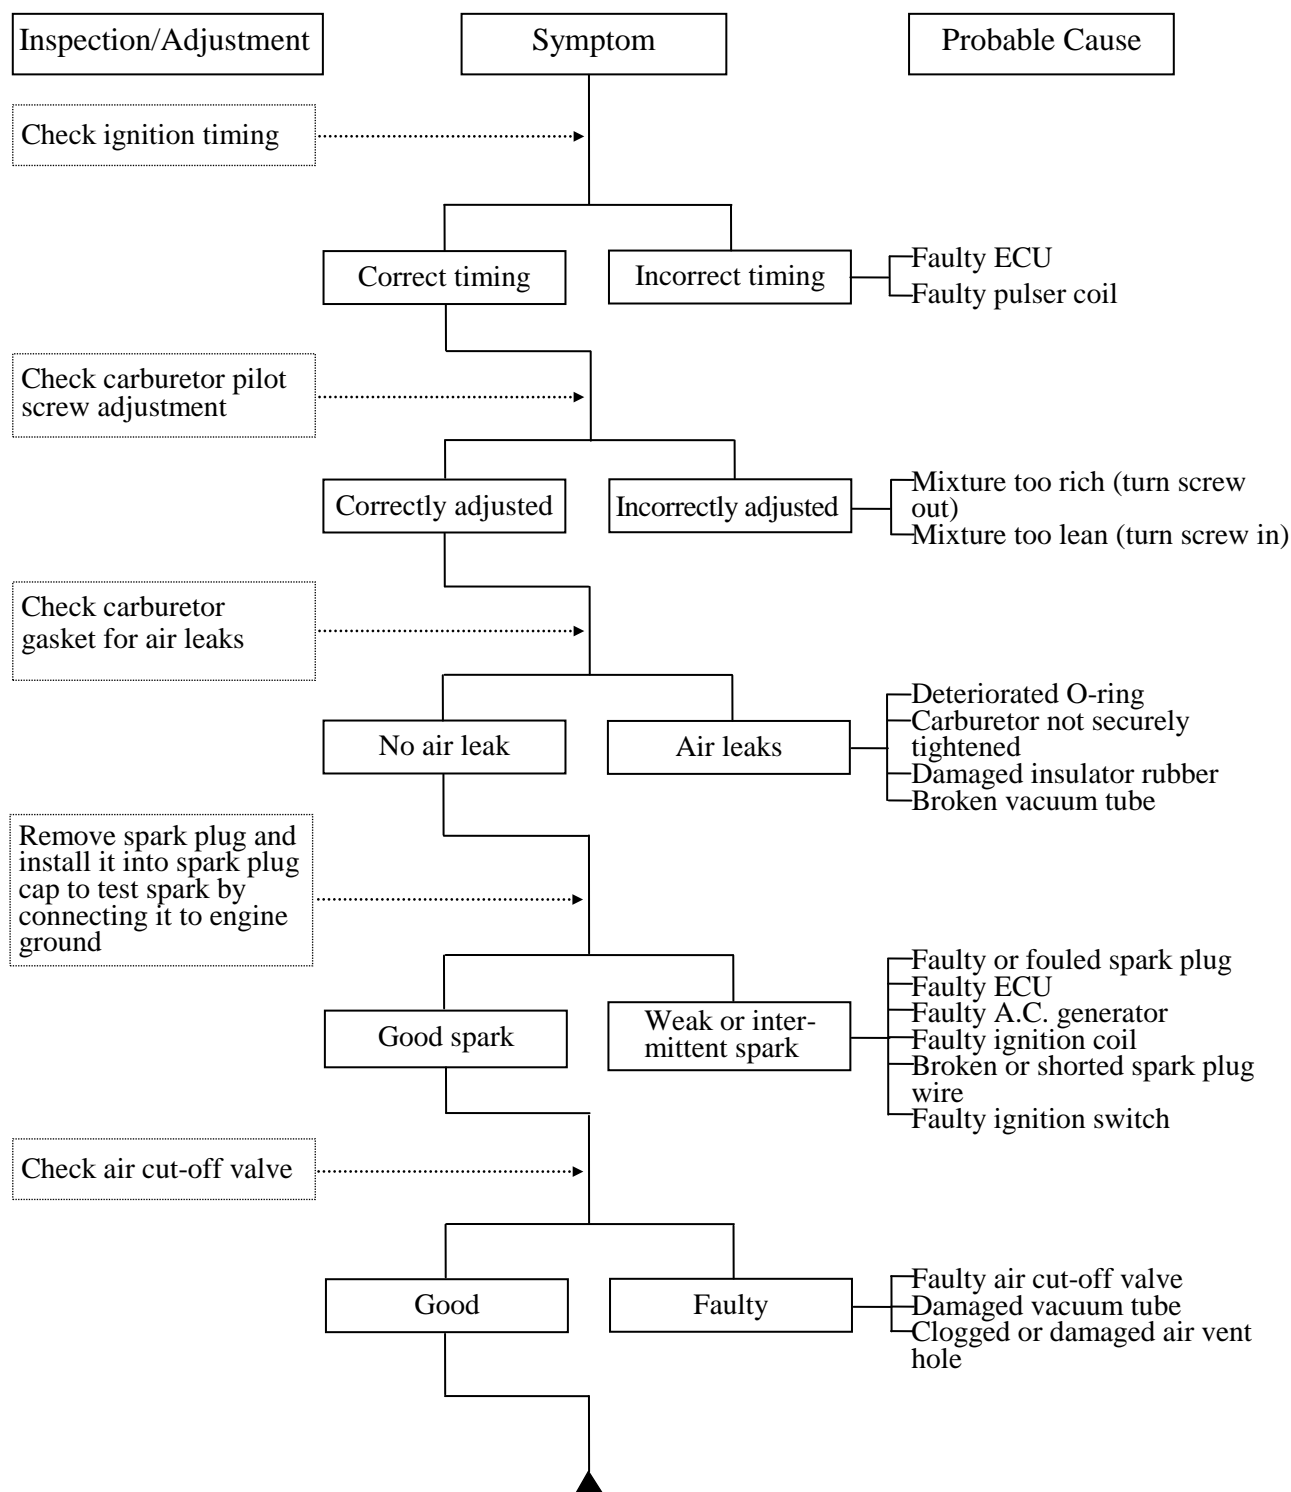 Inspection/Adjustment
Symptom
Probable Cause
Check ignition timing
Correct timing
Incorrect timing
Faulty ECU
Faulty pulser coil
Check carburetor pilot
screw adjustment
Correctly adjusted
Incorrectly adjusted
Mixture too rich (turn screw
out)
Mixture too lean (turn screw in)
Check carburetor
gasket for air leaks
No air leak
Air leaks
Deteriorated O-ring
Carburetor not securely
tightened
Damaged insulator rubber
Broken vacuum tube
Remove spark plug and
install it into spark plug
cap to test spark by
connecting it to engine
ground
Good spark
Weak or inter-
mittent spark
Faulty or fouled spark plug
Faulty ECU
Faulty A.C. generator
Faulty ignition coil
Broken or shorted spark plug
wire
Faulty ignition switch
Check air cut-off valve
Good
Faulty
Faulty air cut-off valve
Damaged vacuum tube
Clogged or damaged air vent
hole